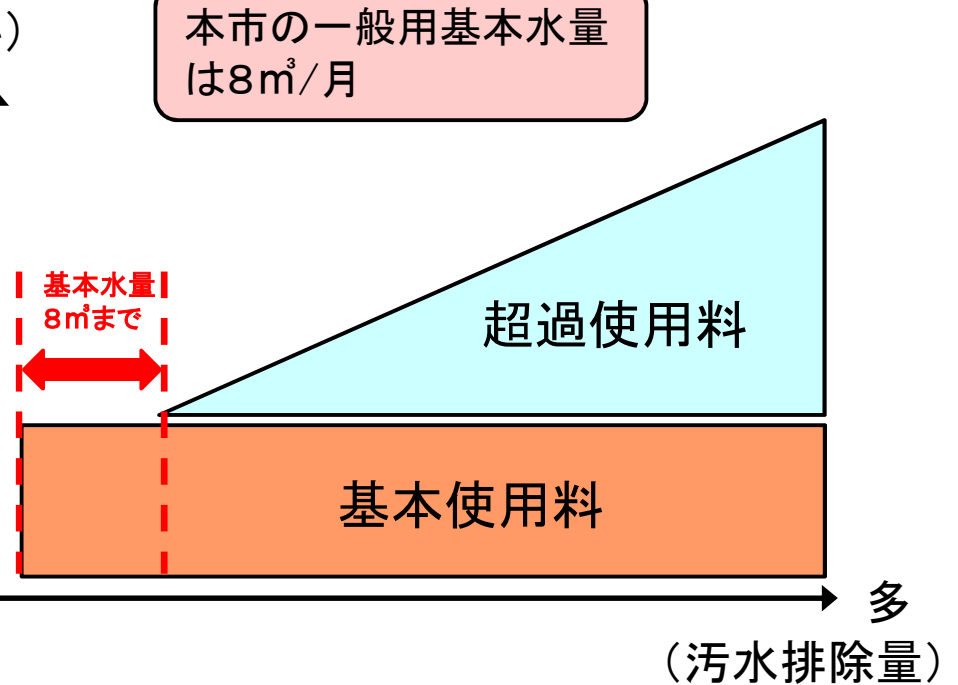 ）
本市の一般用基本水量
は８㎥/月
基本水量
８㎥まで
超過使用料
基本使用料
多
（汚水排除量）